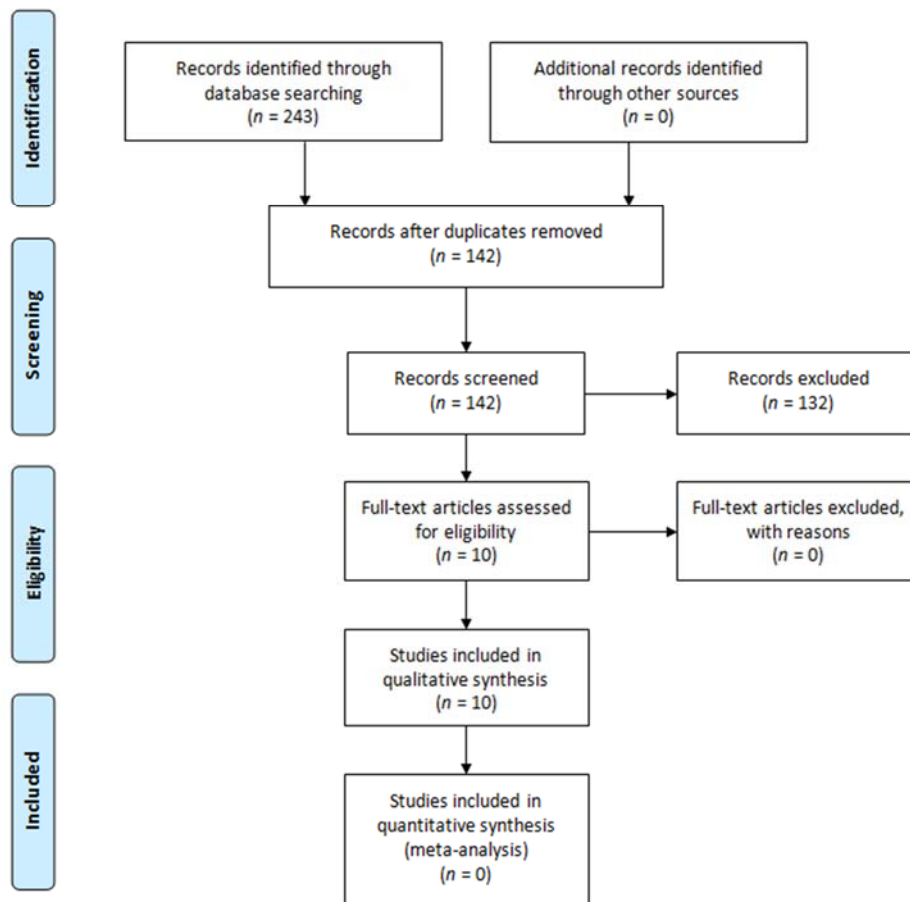 Identification
Records identified through
database searching
(n = 243)
Additional records identified
through other sources
(n = 0)
Records after duplicates removed
(n = 142)
Screening
Records screened
(n = 142)
Records excluded
(n = 132)
Eligibility
Full-text articles assessed
for eligibility
(n = 10)
Full-text articles excluded,
with reasons
(n = 0)
Studies included in
qualitative synthesis
(n = 10)
Included
Studies included in
quantitative synthesis
(meta-analysis)
(n = 0)